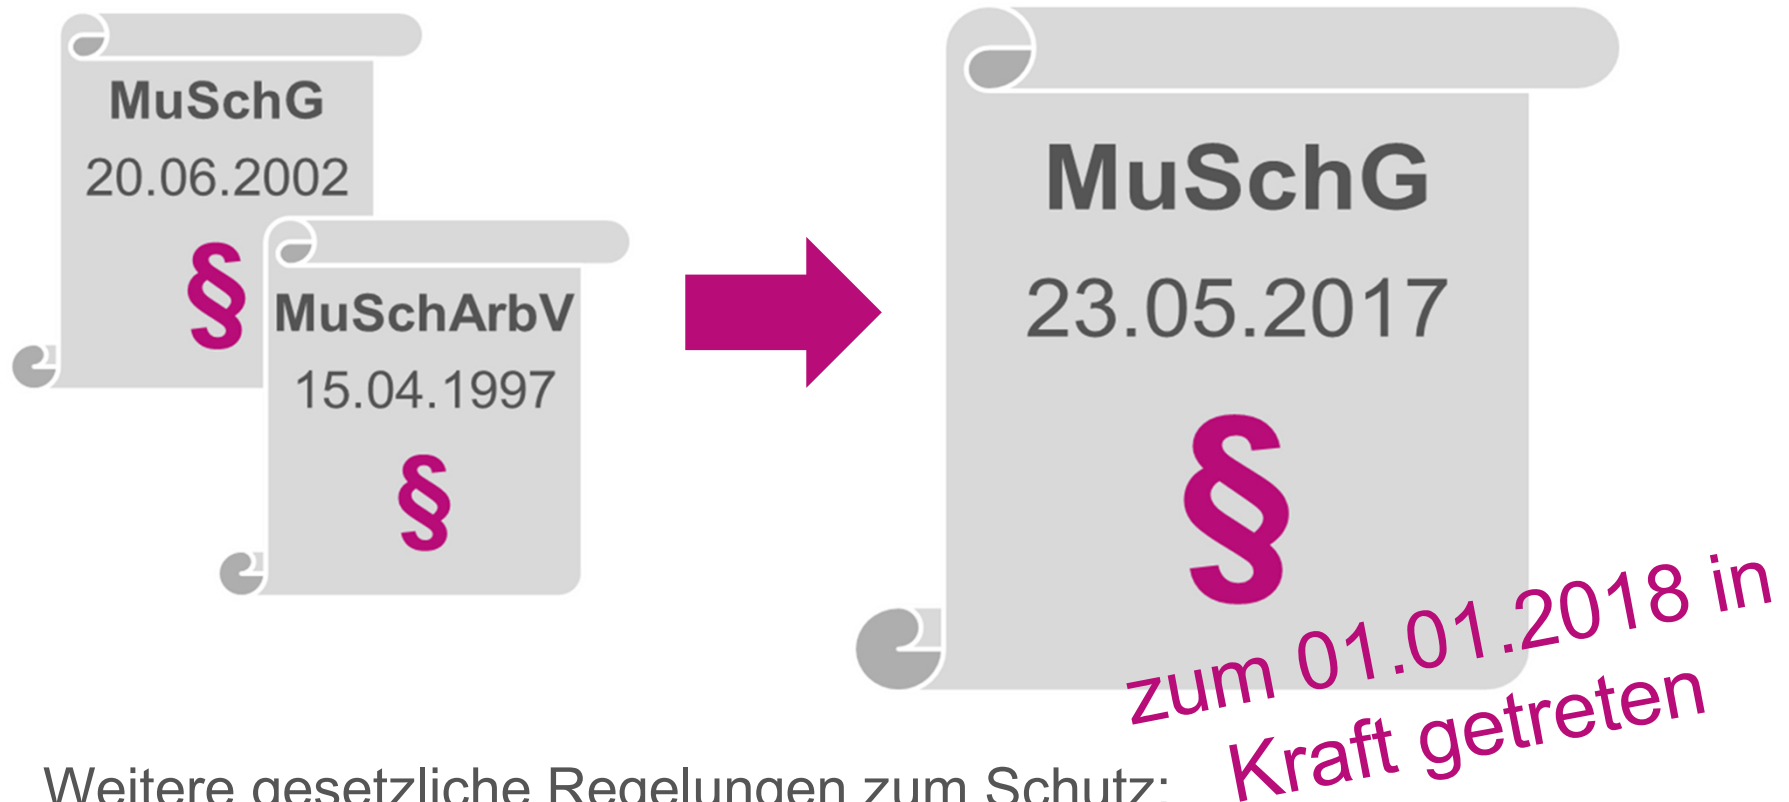 MuSchG
20.06.2002
§
MuSchArbV
15.04.1997
§
MuSchG
23.05.2017
§
zum 01.01.2018 in
Kraft getreten
Weitere gesetzliche Regelungen zum Schutz: